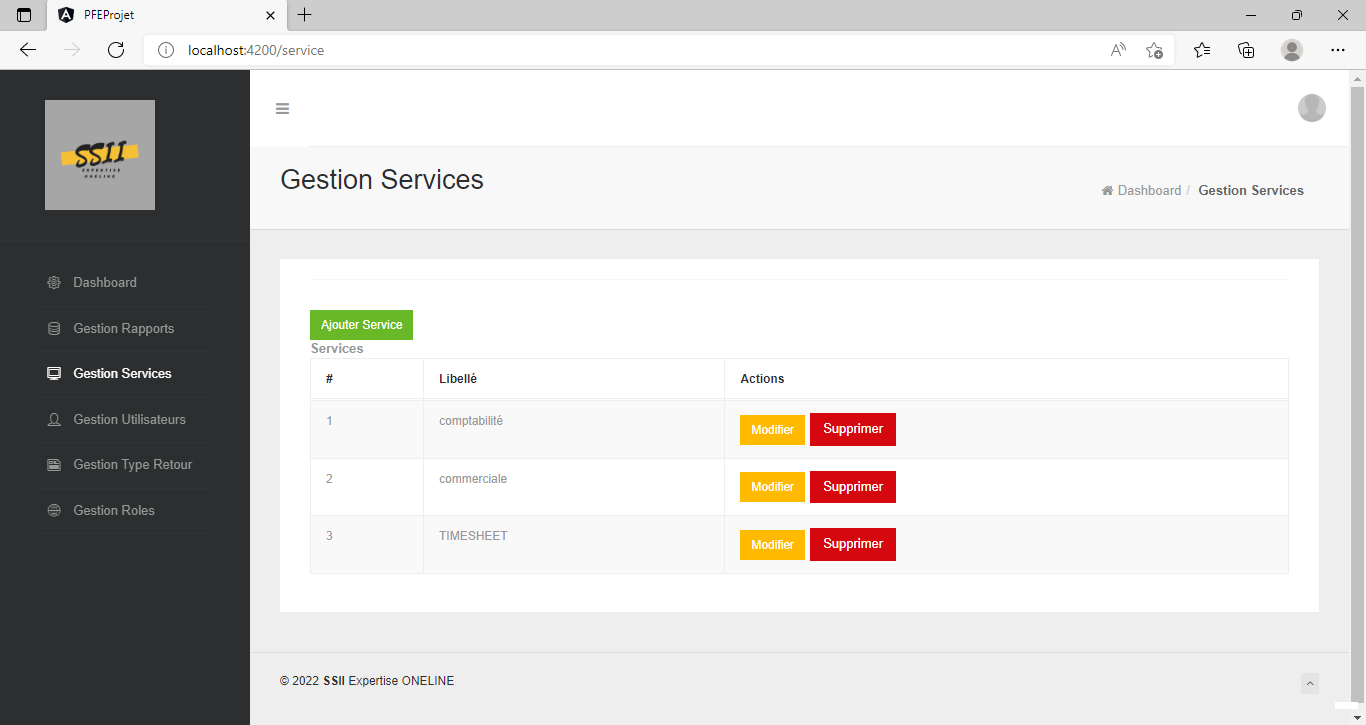 PFEProjet
localhost:4200/service
SSII
EXPERTISE
ONELINE
Gestion Services
Dashboard / Gestion Services
Dashboard
Gestion Rapports
Gestion Services
Gestion Utilisateurs
Gestion Type Retour
Gestion Roles
Ajouter Service
Services
# Libellé Actions
1 comptabilité Modifier Supprimer
2 commerciale Modifier Supprimer
3 TIMESHEET Modifier Supprimer
© 2022 SSII Expertise ONELINE